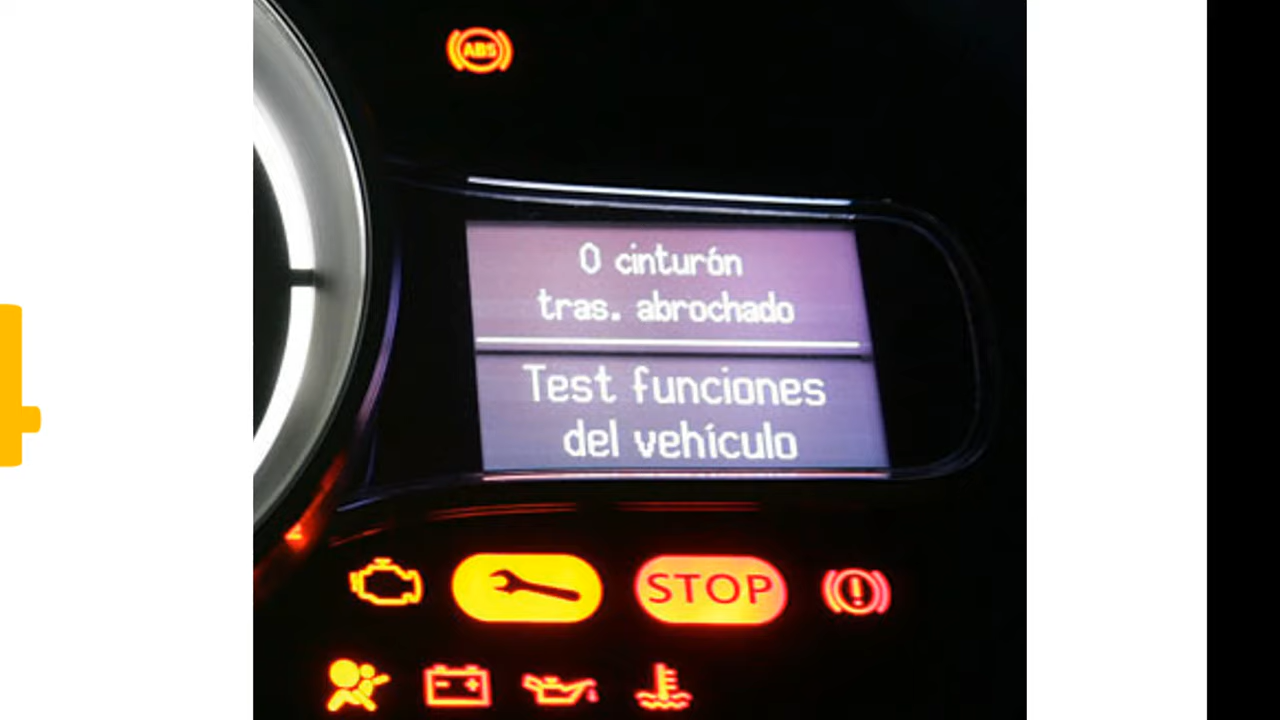 ABS
0 cinturón
tras. abrochado
Test funciones
del vehículo
STOP